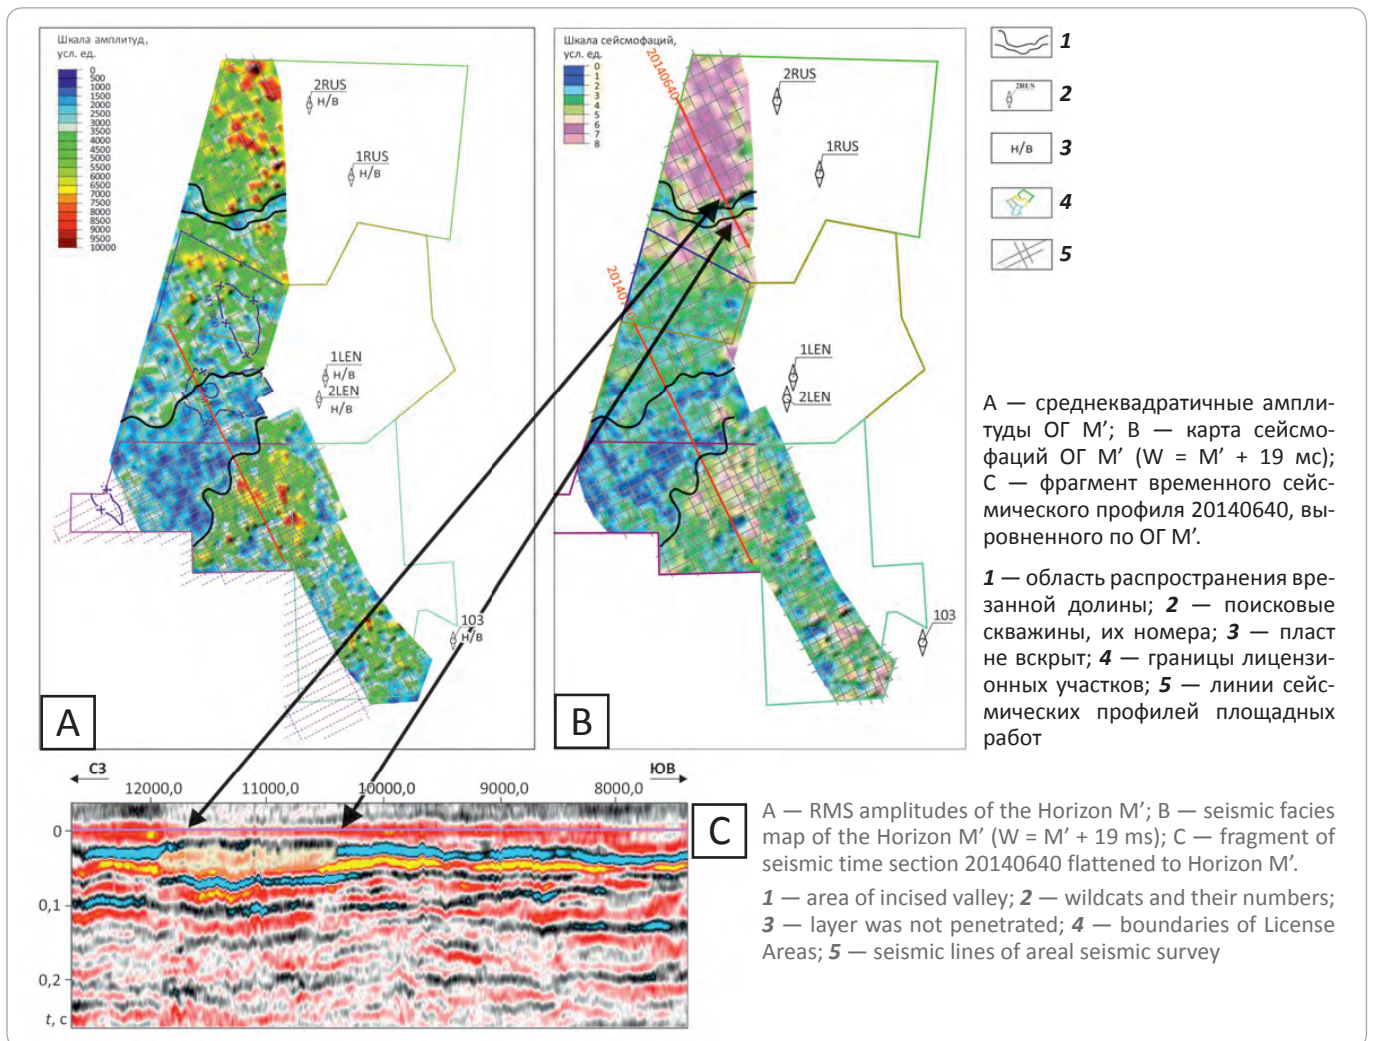 Шкала амплитуд,
усл. ед.
0
500
1000
1500
2000
2500
3000
3500
4000
4500
5000
5500
6000
6500
7000
7500
8000
8500
9000
9500
10000
2RUS
н/в
1RUS
н/в
1LEN
н/в
2LEN
н/в
103
н/в
A
Шкала сейсмофаций,
усл. ед.
0
1
2
3
4
5
6
7
8
20140640
2RUS
1RUS
1LEN
2LEN
103
B
1
2RUS
2
н/в
3
4
5
А — среднеквадратичные ампли-
туды ОГ М′; В — карта сейсмо-
фаций ОГ М′ (W = M′ + 19 мс);
С — фрагмент временного сейс-
мического профиля 20140640, вы-
ровненного по ОГ М′.
1 — область распространения вре-
занной долины; 2 — поисковые
скважины, их номера; 3 — пласт
не вскрыт; 4 — границы лицензи-
онных участков; 5 — линии сейс-
мических профилей площадных
работ
СЗ
ЮВ
12000,0
11000,0
10000,0
9000,0
8000,0
0
0,1
0,2
t, с
C
A — RMS amplitudes of the Horizon M′; B — seismic facies
map of the Horizon M′ (W = M′ + 19 ms); C — fragment of
seismic time section 20140640 flattened to Horizon M′.
1 — area of incised valley; 2 — wildcats and their numbers;
3 — layer was not penetrated; 4 — boundaries of License
Areas; 5 — seismic lines of areal seismic survey